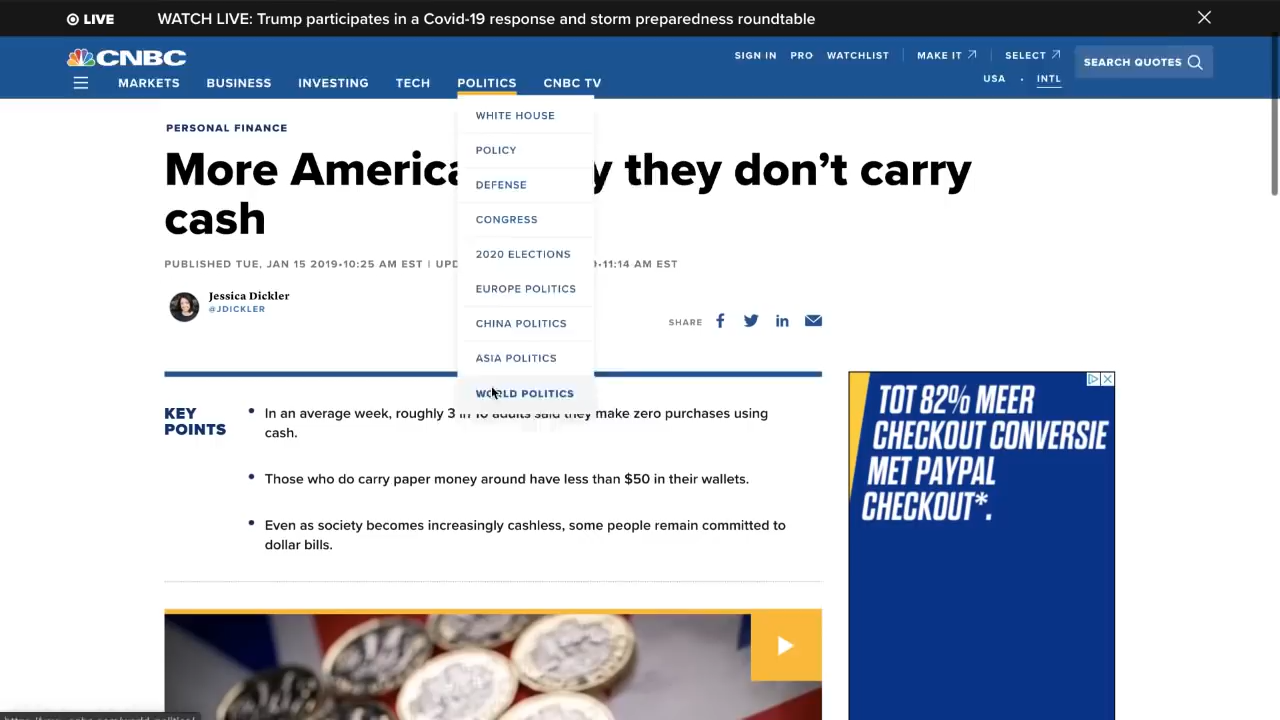 LIVE WATCH LIVE: Trump participates in a Covid-19 response and storm preparedness roundtable
CNBC
SIGN IN PRO WATCHLIST MAKE IT SELECT
SEARCH QUOTES
USA · INTL
MARKETS BUSINESS INVESTING TECH POLITICS CNBC TV
WHITE HOUSE
POLICY
DEFENSE
CONGRESS
2020 ELECTIONS
EUROPE POLITICS
CHINA POLITICS
ASIA POLITICS
WORLD POLITICS
PERSONAL FINANCE
More they don’t carry
cash
PUBLISHED TUE, JAN 15 2019•10:25 AM EST | •11:14 AM EST
Jessica Dickler
@JDICKLER
SHARE
KEY
POINTS
• In an average week, roughly 3 in 10 adults said they make zero purchases using
cash.
• Those who do carry paper money around have less than $50 in their wallets.
• Even as society becomes increasingly cashless, some people remain committed to
dollar bills.
TOT 82% MEER
CHECKOUT CONVERSIE
MET PAYPAL
CHECKOUT*.